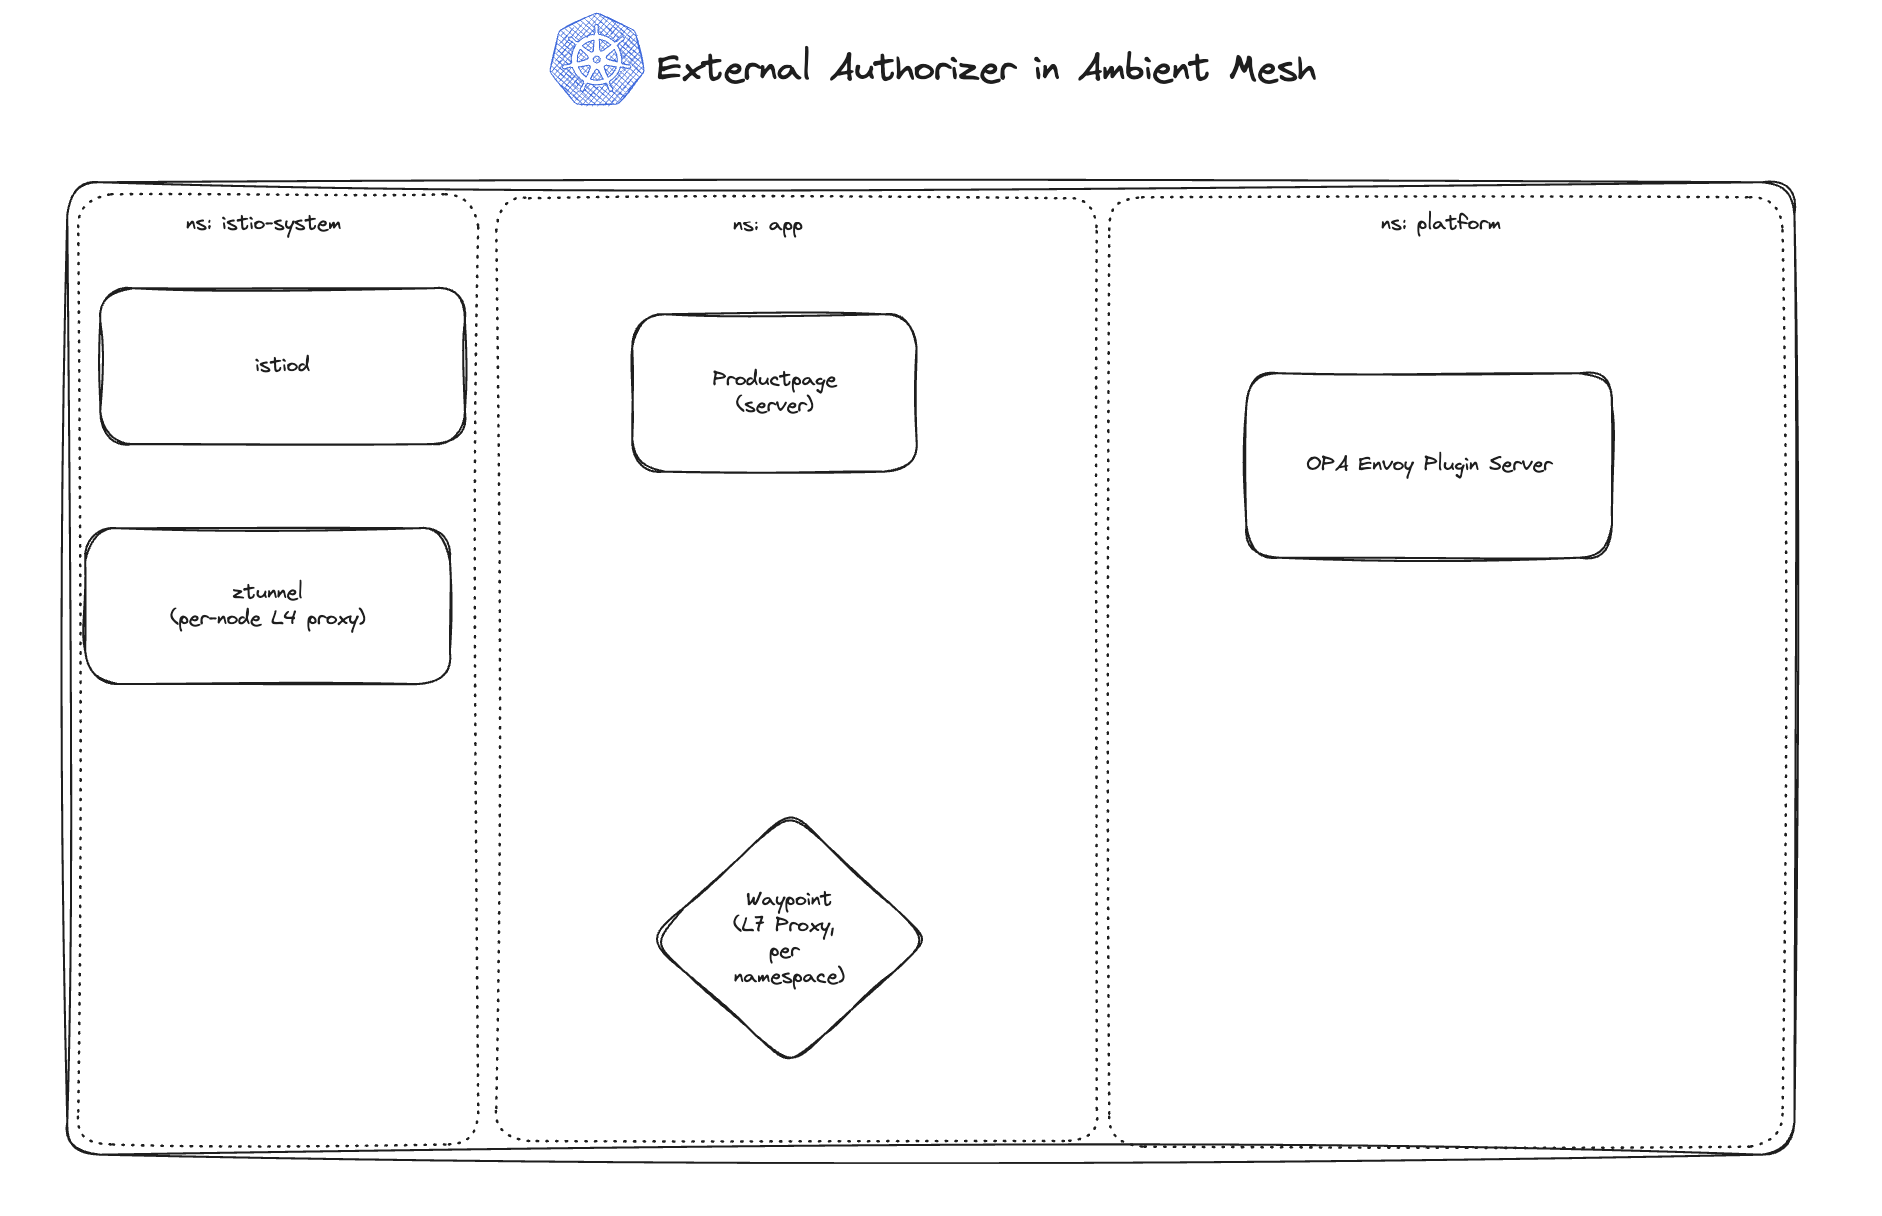 External Authorizer in Ambient Mesh
ns: istio-system
istiod
ztunnel
(per-node L4 proxy)
ns: app
Productpage
(server)
Waypoint
(L7 Proxy,
per
namespace)
ns: platform
OPA Envoy Plugin Server